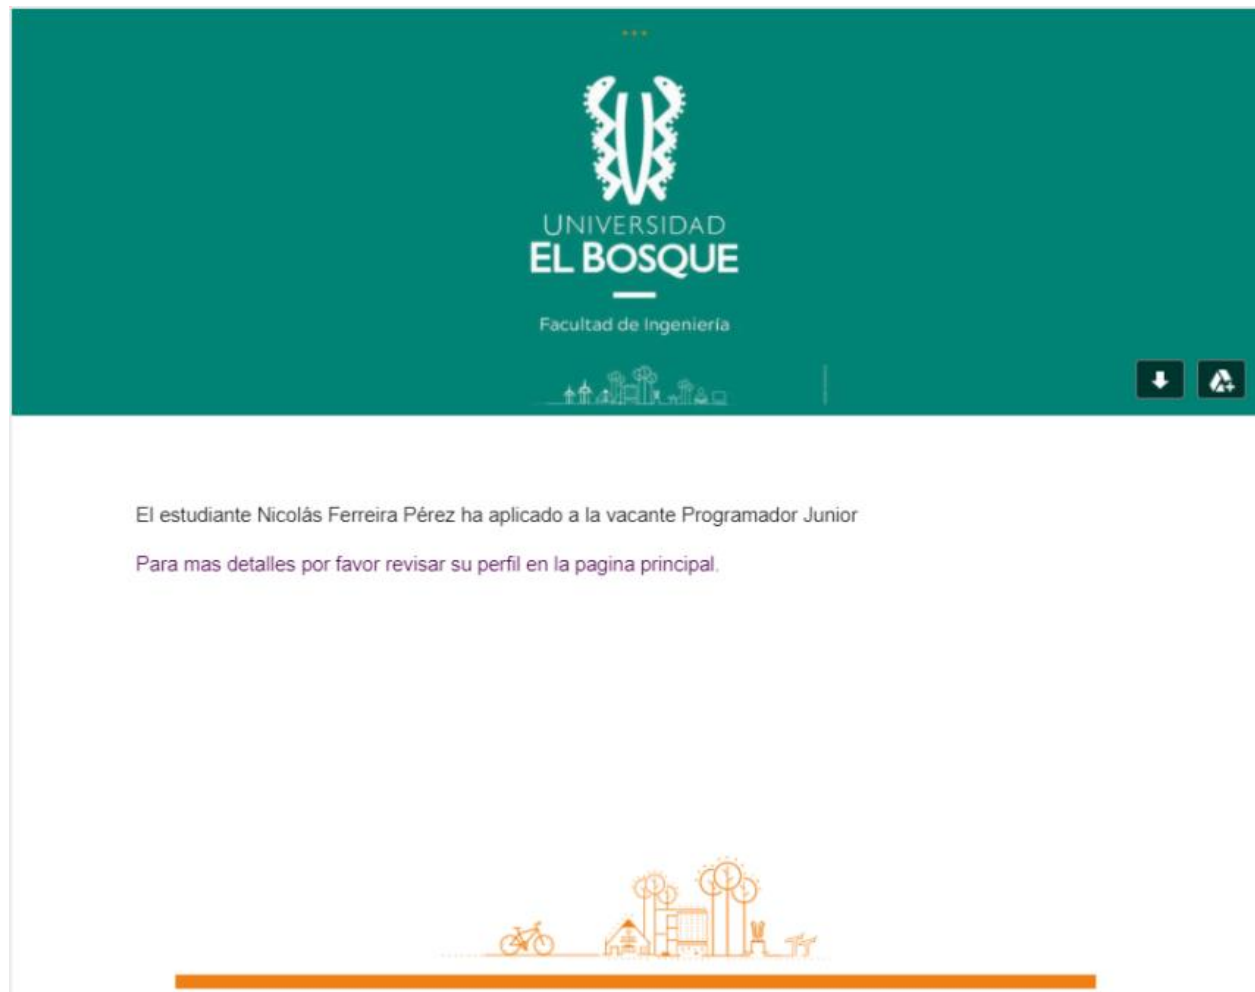 UNIVERSIDAD
EL BOSQUE
Facultad de Ingeniería
El estudiante Nicolás Ferreira Pérez ha aplicado a la vacante Programador Junior
Para mas detalles por favor revisar su perfil en la pagina principal.